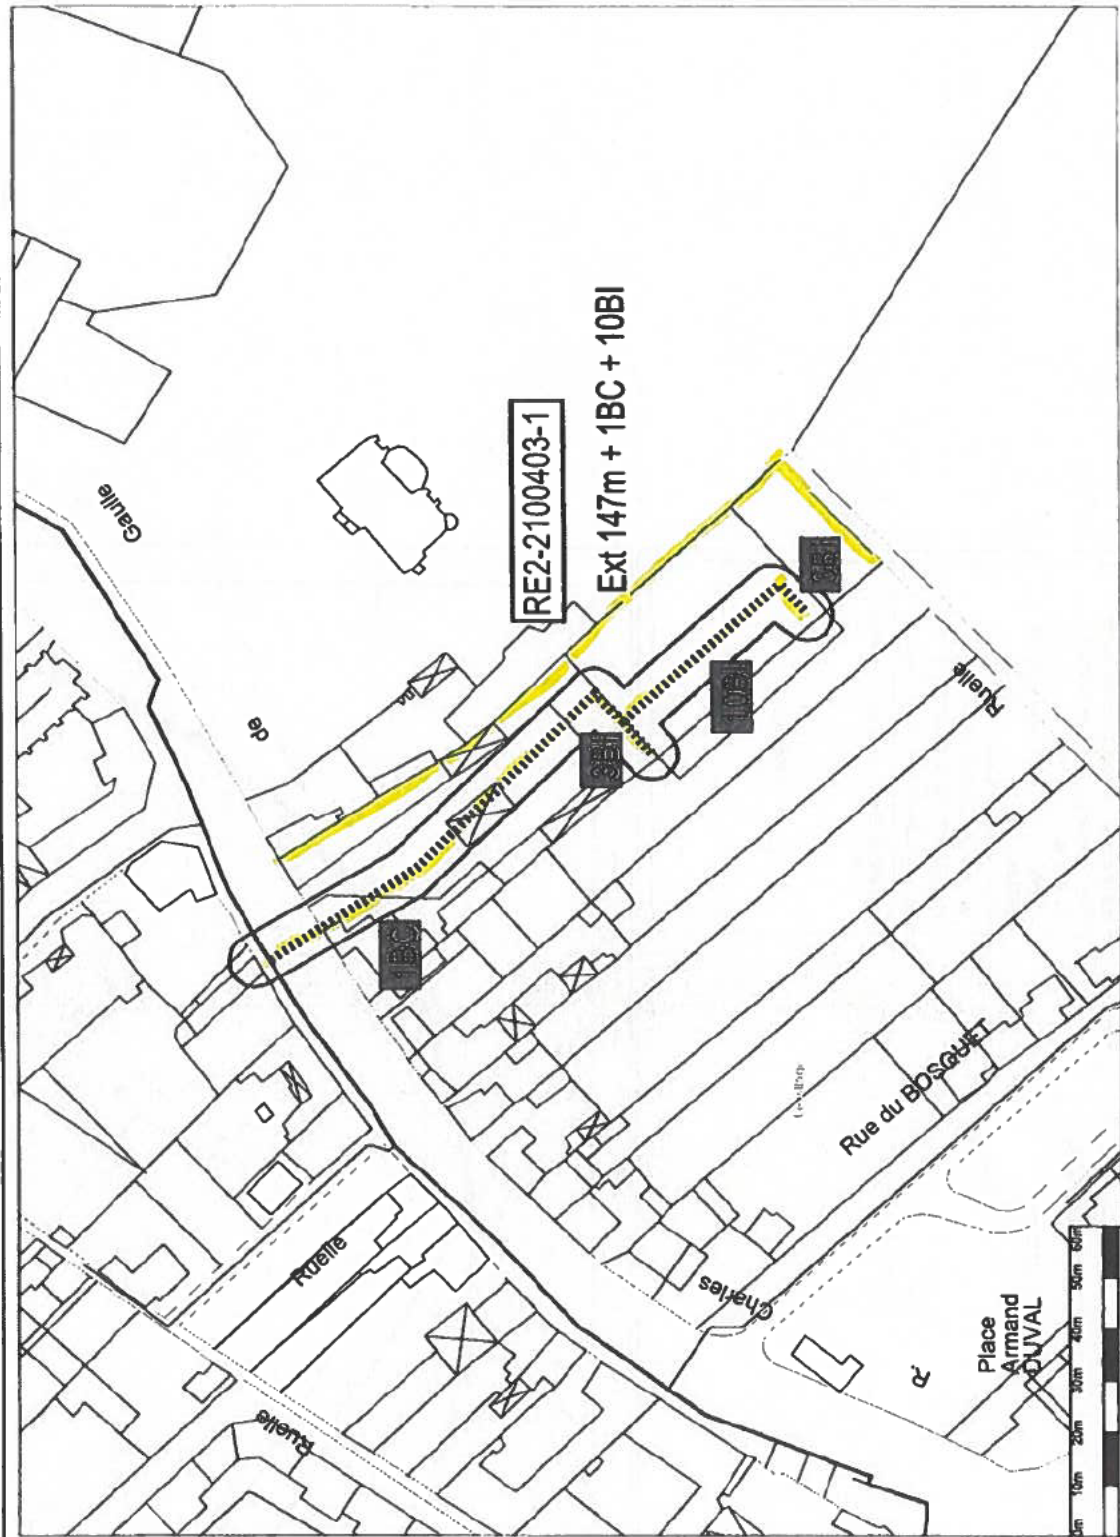 Gaulle
de
RE2-2100403-1
Ext 147m + 1BC + 10BI
1BC
10BI
Ruelle
Rue du BOSQUET
Ruelle
Ruelle
Charles
R.
Place
Armand
DUVAL
0m 10m 20m 30m 40m 50m 60m